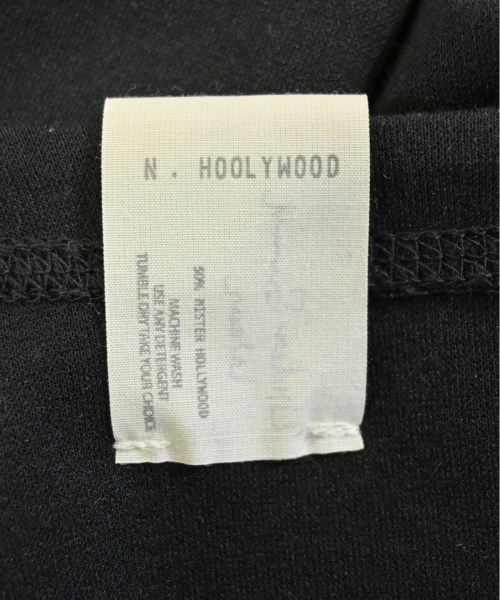 N. HOOLYWOOD
50% MISTER HOLLYWOOD
MACHINE WASH
USE ANY DETERGENT
TUMBLE DRY TAKE YOUR CHOICE